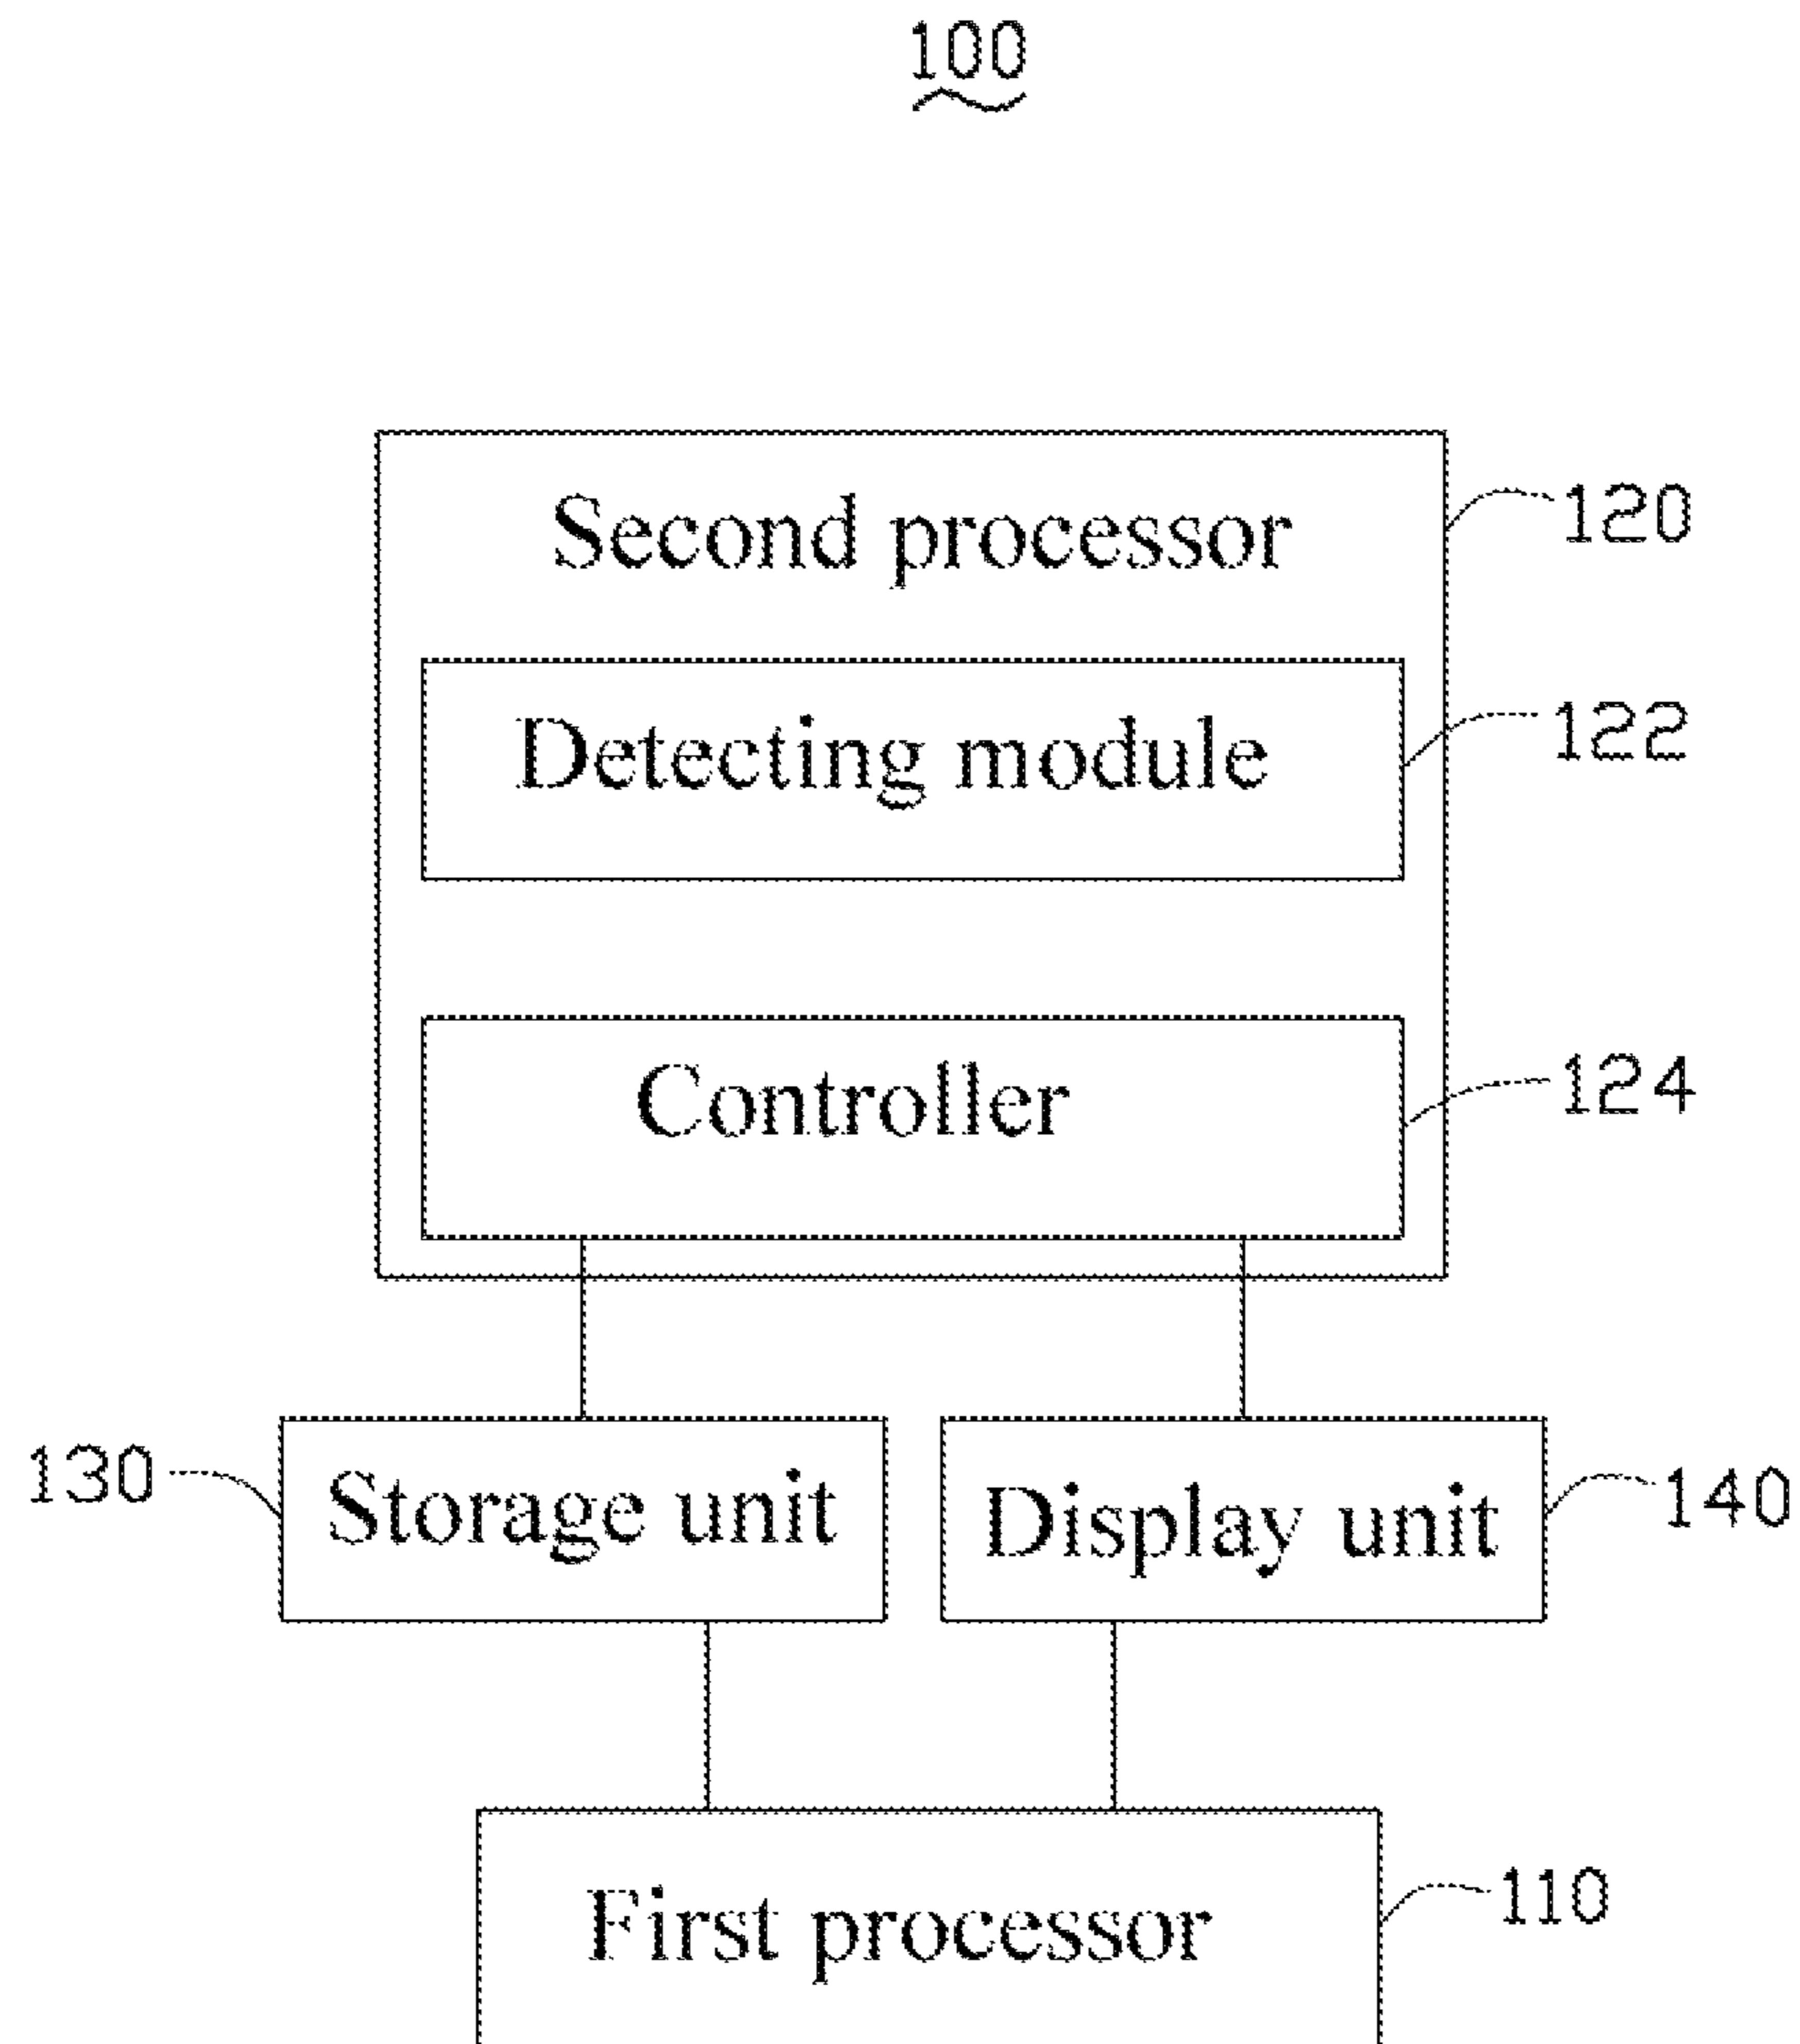 100
Second processor
120
Detecting module
122
Controller
124
130
Storage unit
Display unit
140
First processor
110